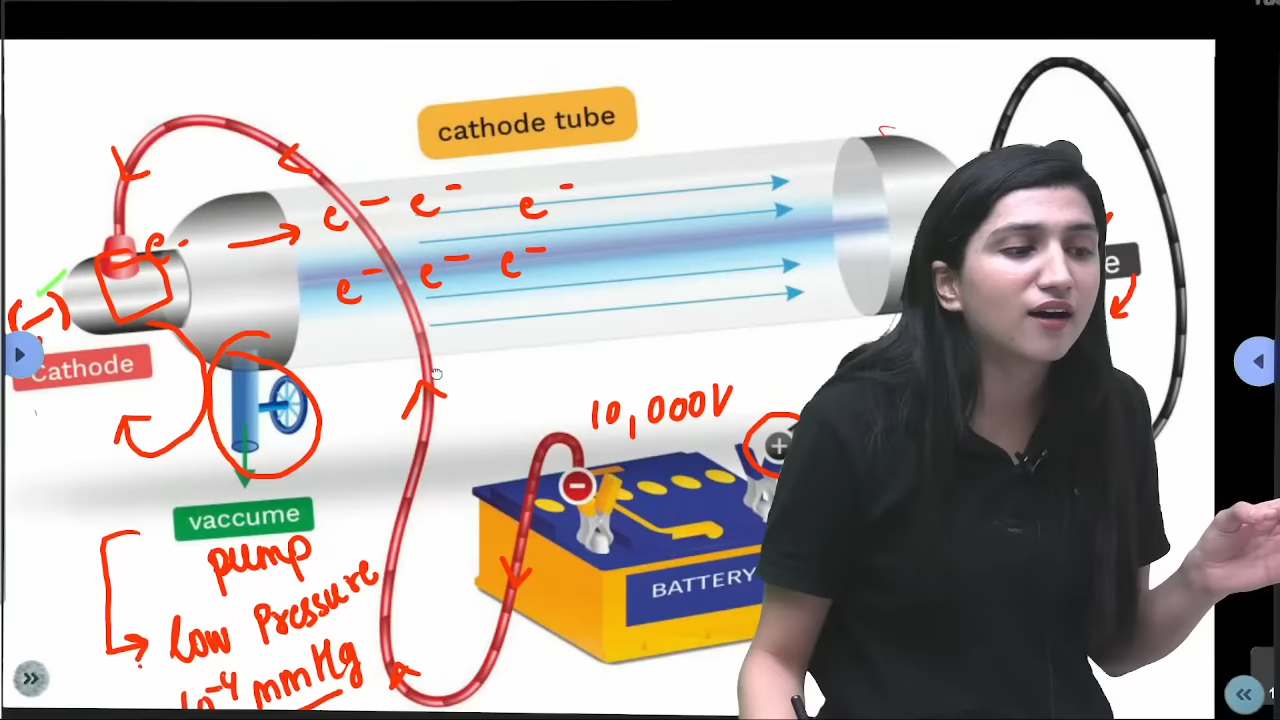 cathode tube
e⁻ e⁻ e⁻
e⁻
e⁻ e⁻ e⁻
(-)
Cathode
e
10,000V
+
-
BATTERY
vaccume
pump
Low Pressure
10⁻⁴ mmHg